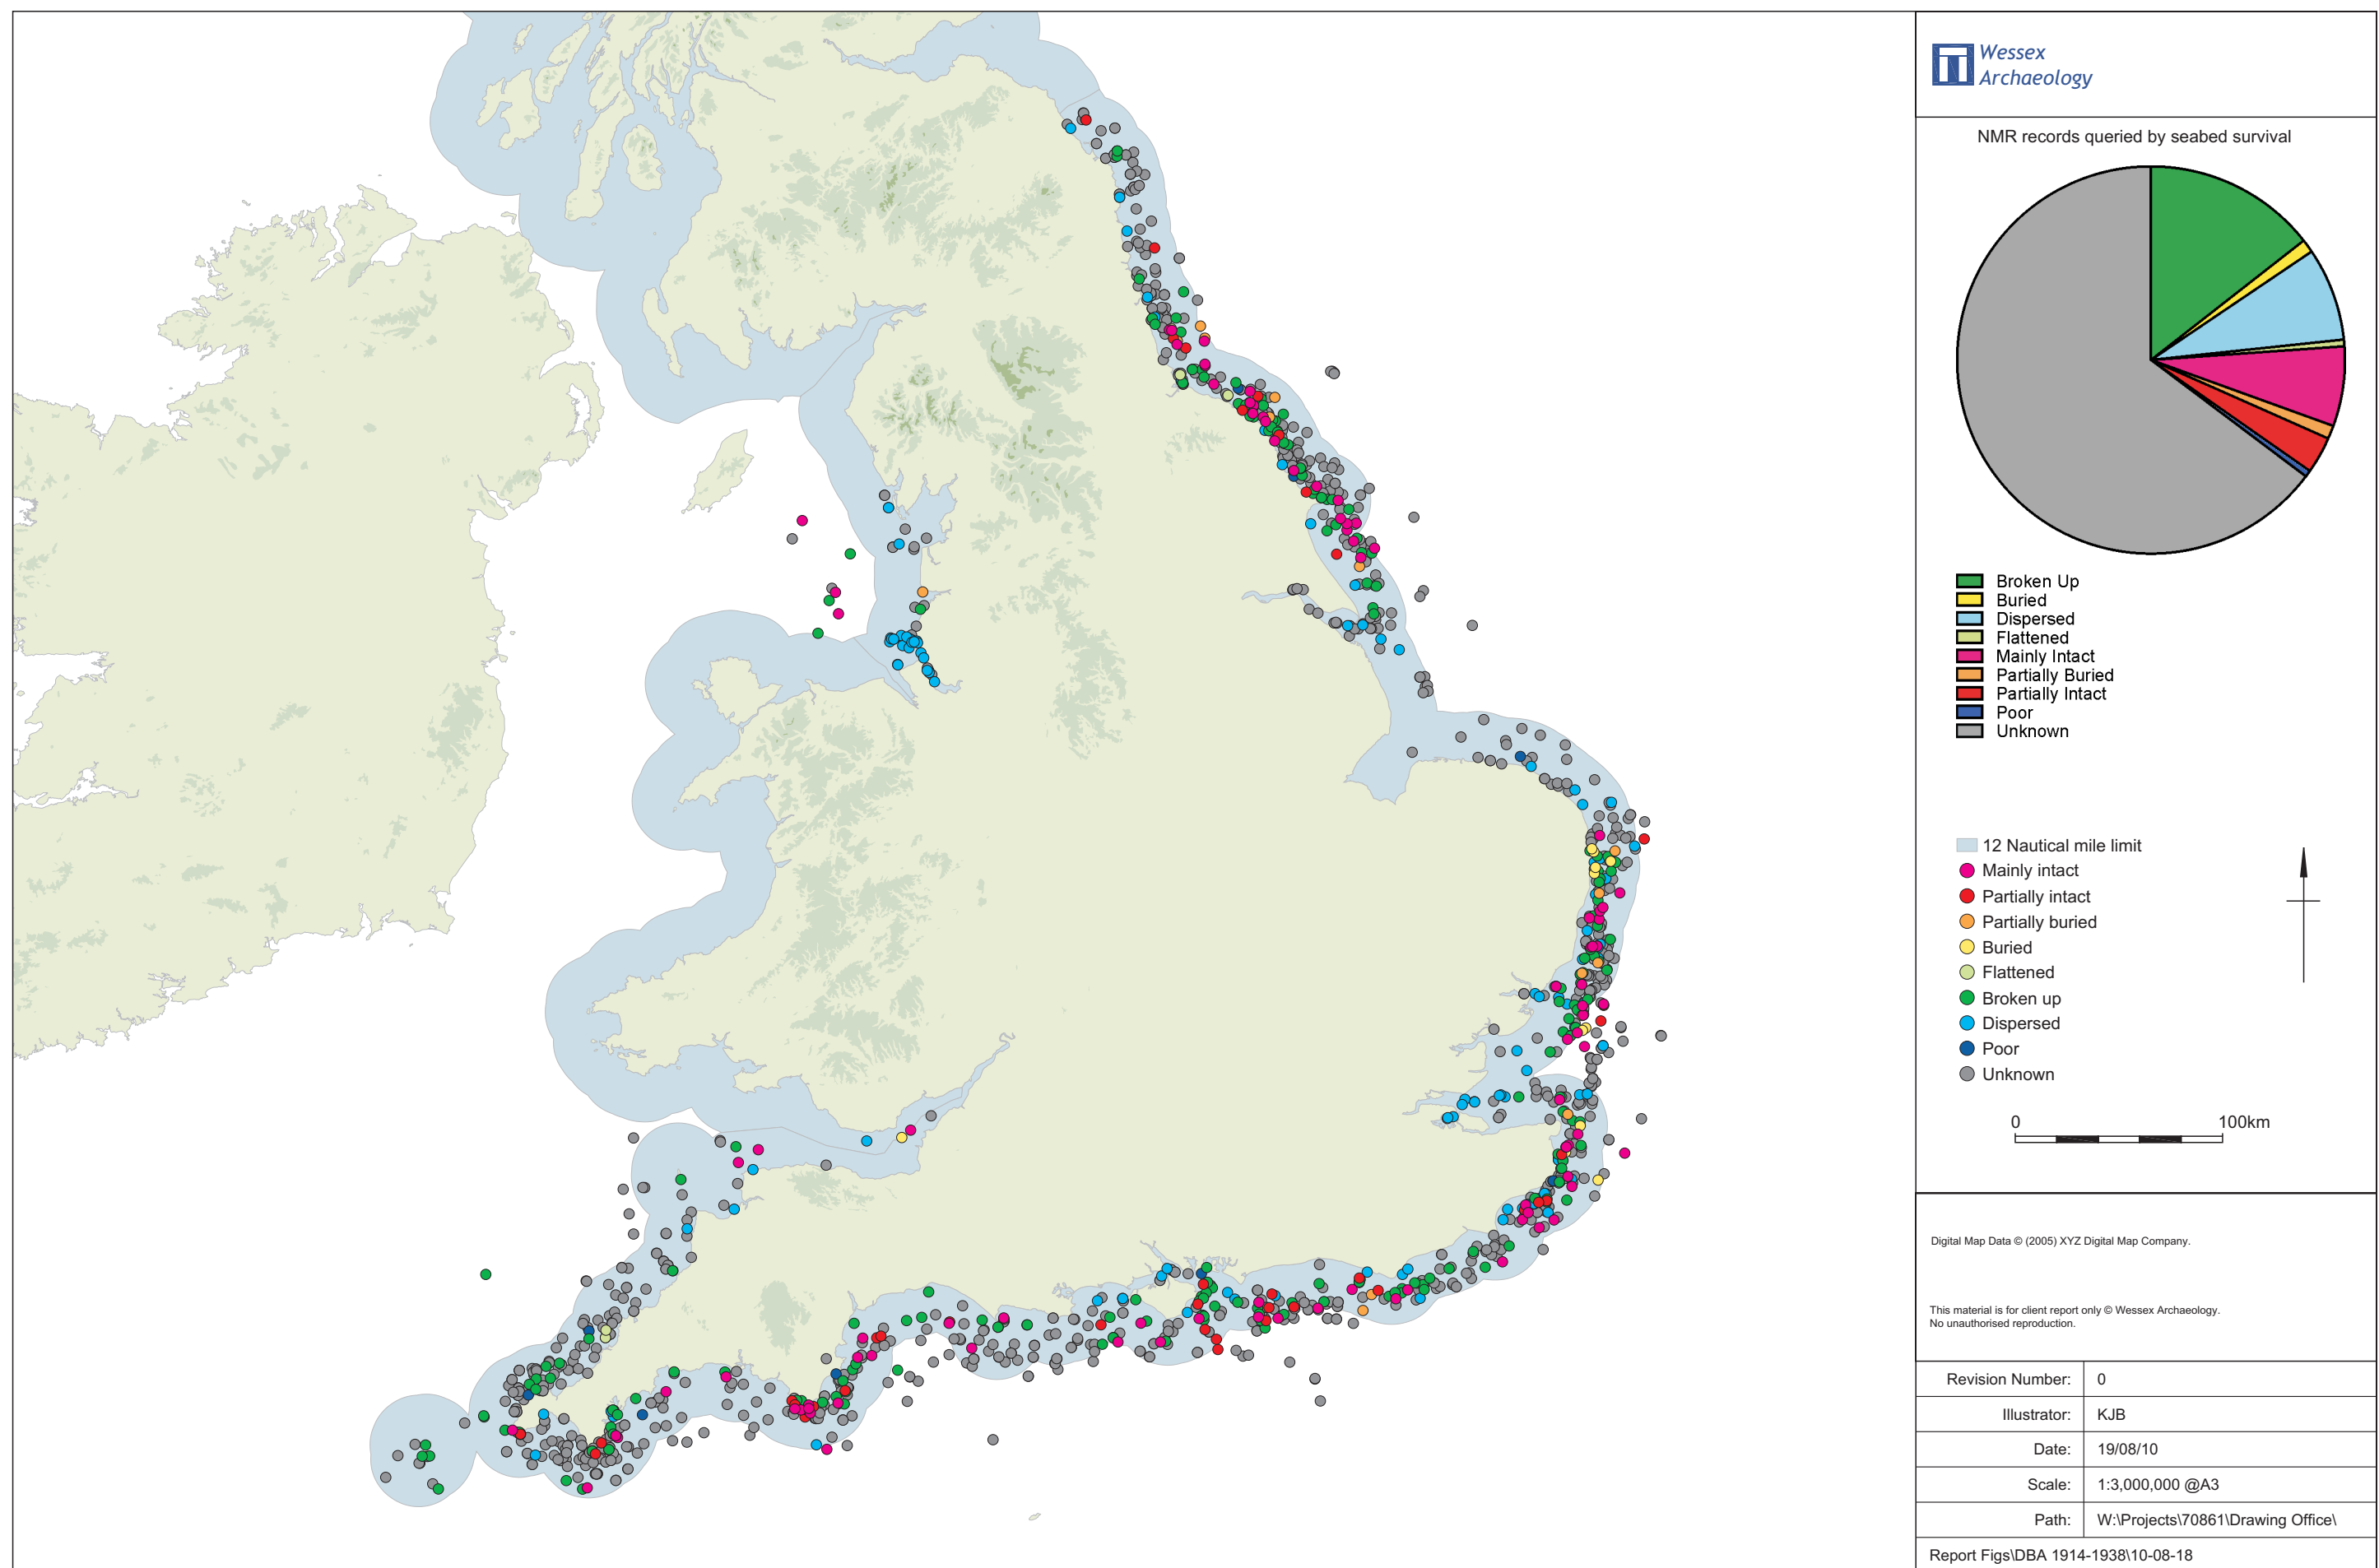 Wessex
Archaeology
NMR records queried by seabed survival
Broken Up
Buried
Dispersed
Flattened
Mainly Intact
Partially Buried
Partially Intact
Poor
Unknown
12 Nautical mile limit
Mainly intact
Partially intact
Partially buried
Buried
Flattened
Broken up
Dispersed
Poor
Unknown
0 100km
Digital Map Data © (2005) XYZ Digital Map Company.
This material is for client report only © Wessex Archaeology.
No unauthorised reproduction.
Revision Number: 0
Illustrator: KJB
Date: 19/08/10
Scale: 1:3,000,000 @A3
Path: W:\Projects\70861\Drawing Office\
Report Figs\DBA 1914-1938\10-08-18